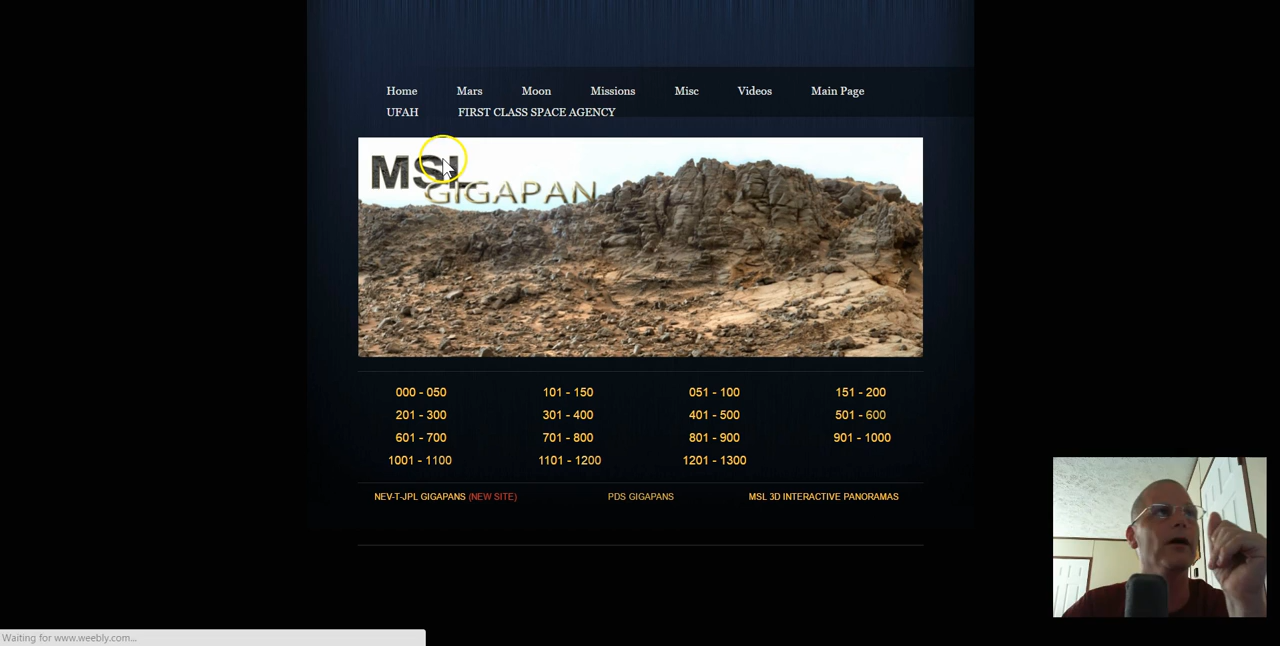 Home Mars Moon Missions Misc Videos Main Page
UFAH FIRST CLASS SPACE AGENCY
MSL
GIGAPAN
000 - 050 101 - 150 051 - 100 151 - 200
201 - 300 301 - 400 401 - 500 501 - 600
601 - 700 701 - 800 801 - 900 901 - 1000
1001 - 1100 1101 - 1200 1201 - 1300
NEV-T-JPL GIGAPANS (NEW SITE) PDS GIGAPANS MSL 3D INTERACTIVE PANORAMAS
Waiting for www.weebly.com...